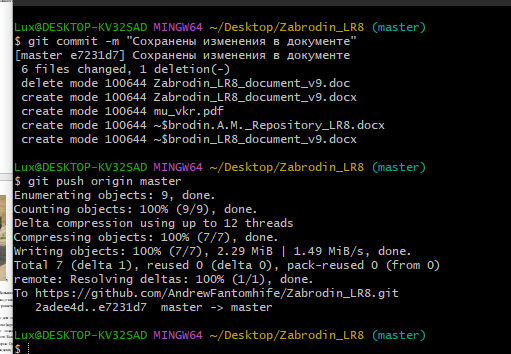 Lux@DESKTOP-KV32SAD MINGW64 ~/Desktop/Zabrodin_LR8 (master)
$ git commit -m "Сохранены изменения в документе"
[master e7231d7] Сохранены изменения в документе
 6 files changed, 1 deletion(-)
 delete mode 100644 Zabrodin_LR8_document_v9.doc
 create mode 100644 Zabrodin_LR8_document_v9.docx
 create mode 100644 mu_vkr.pdf
 create mode 100644 ~$brodin.A.M._Repository_LR8.docx
 create mode 100644 ~$brodin_LR8_document_v9.docx

Lux@DESKTOP-KV32SAD MINGW64 ~/Desktop/Zabrodin_LR8 (master)
$ git push origin master
Enumerating objects: 9, done.
Counting objects: 100% (9/9), done.
Delta compression using up to 12 threads
Compressing objects: 100% (7/7), done.
Writing objects: 100% (7/7), 2.29 MiB | 1.49 MiB/s, done.
Total 7 (delta 1), reused 0 (delta 0), pack-reused 0 (from 0)
remote: Resolving deltas: 100% (1/1), done.
To https://github.com/AndrewFantomhife/Zabrodin_LR8.git
   2adee4d..e7231d7  master -> master

Lux@DESKTOP-KV32SAD MINGW64 ~/Desktop/Zabrodin_LR8 (master)
$